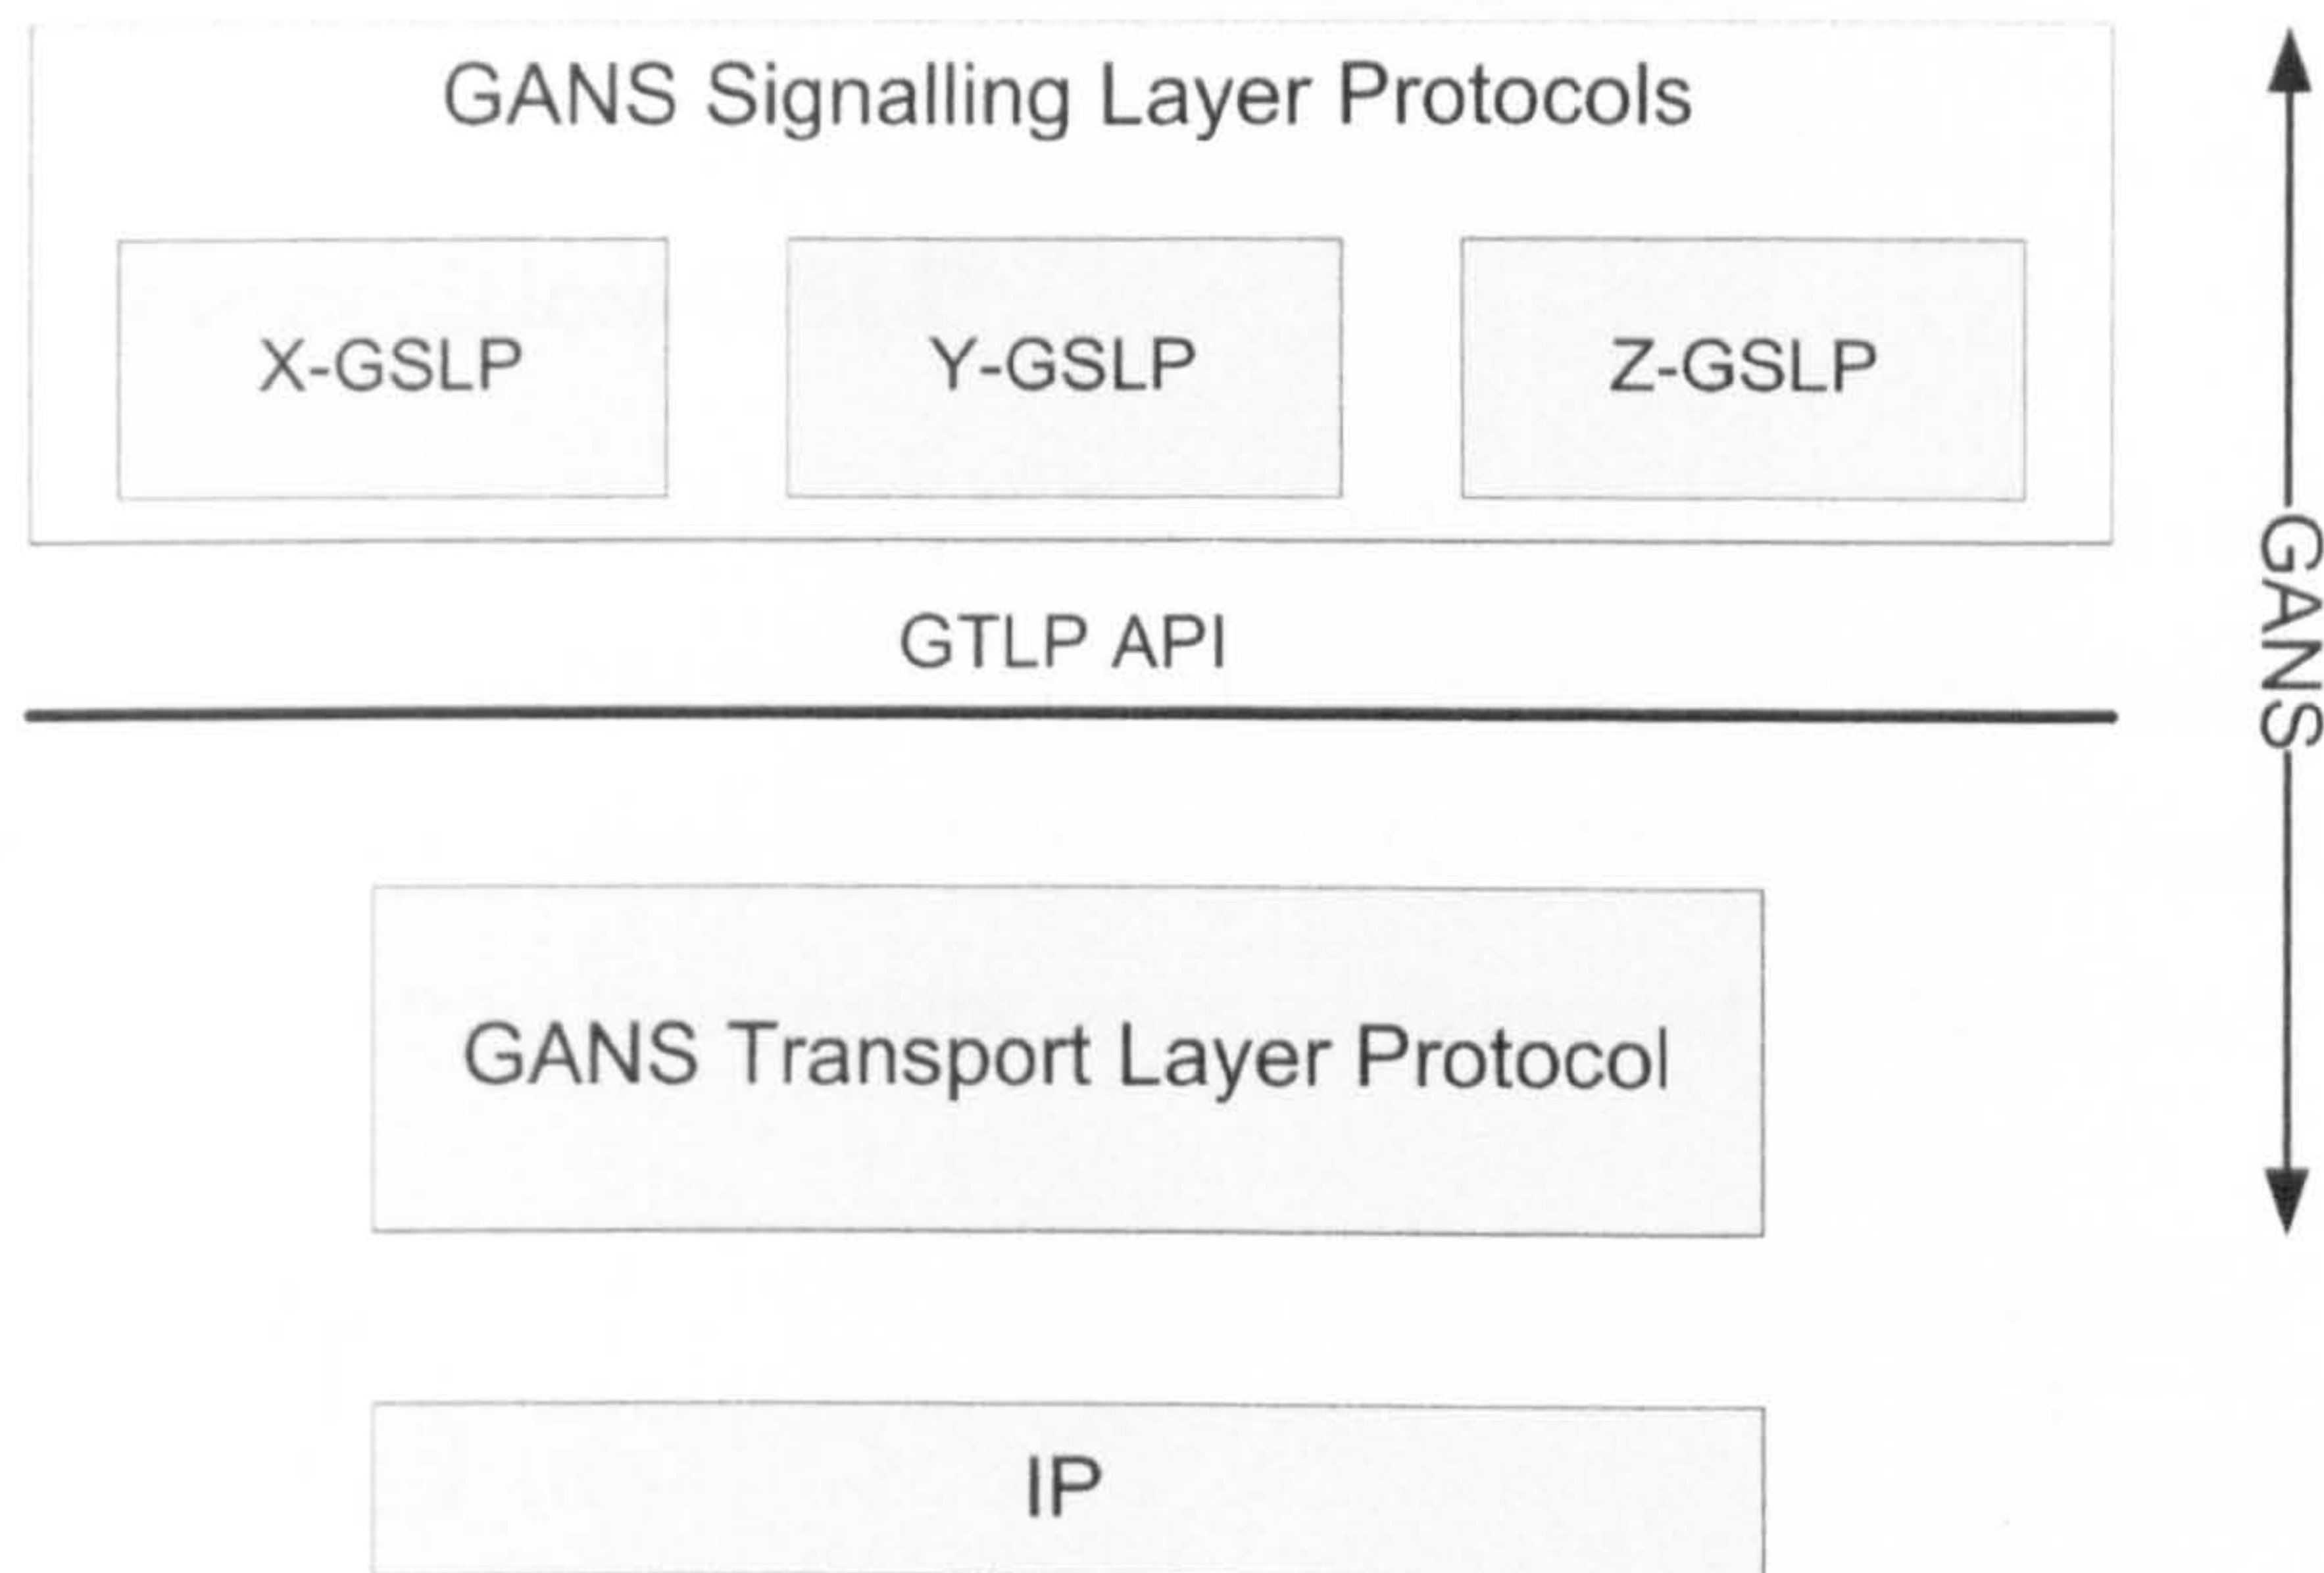 GANS Signalling Layer Protocols
X-GSLP
Y-GSLP
Z-GSLP
GTLP API
GANS
GANS Transport Layer Protocol
IP